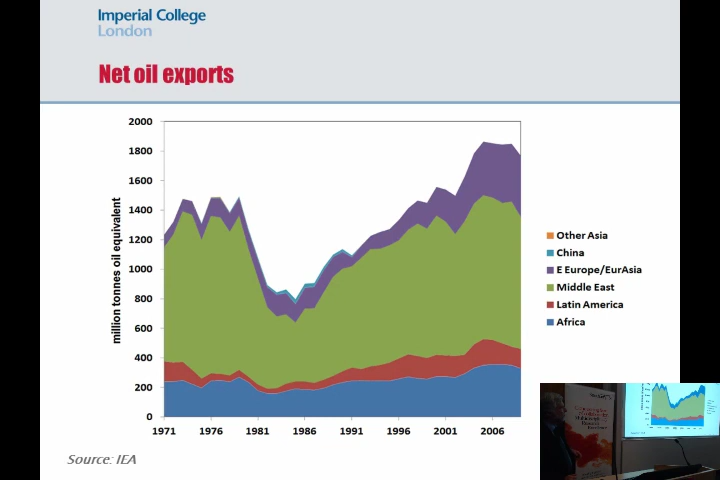 Imperial College
London
Net oil exports
million tonnes oil equivalent
2000
1800
1600
1400
1200
1000
800
600
400
200
0
1971
1976
1981
1986
1991
1996
2001
2006
Other Asia
China
E Europe/EurAsia
Middle East
Latin America
Africa
Source: IEA